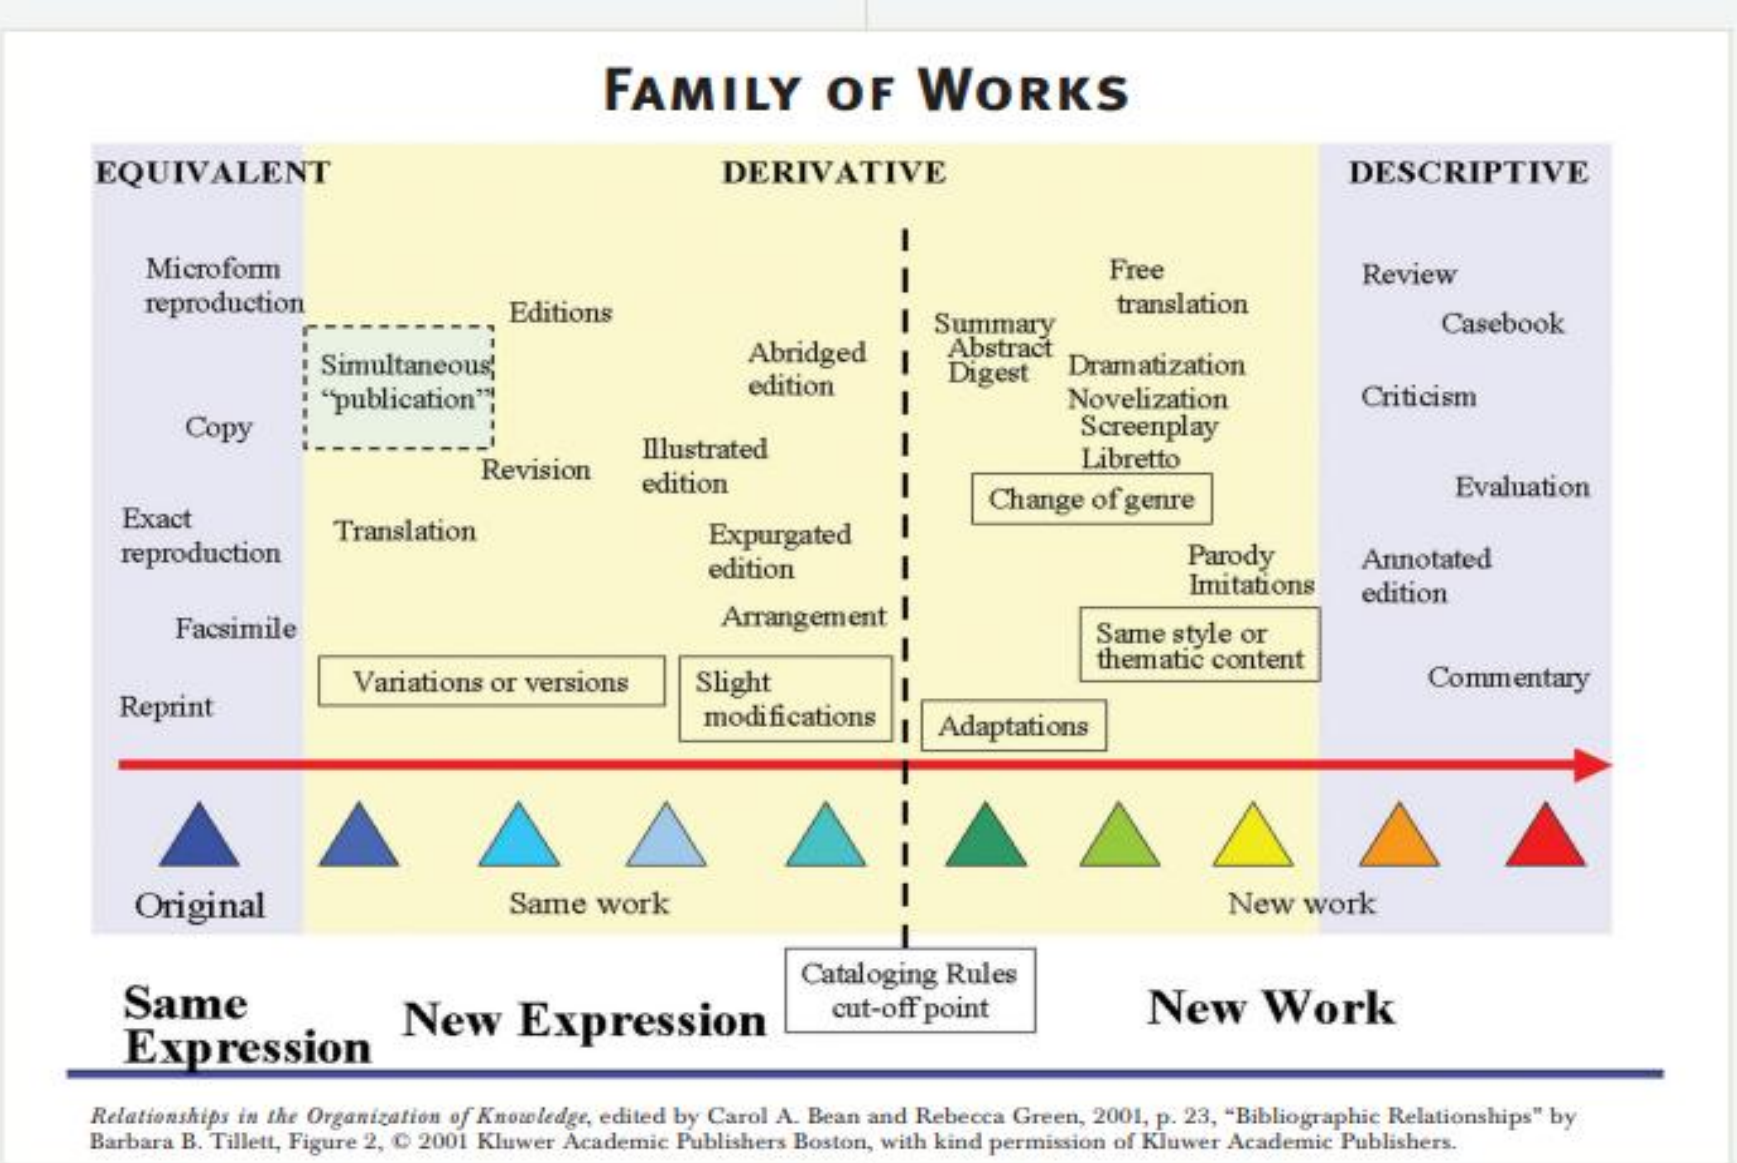 FAMILY OF WORKS
EQUIVALENT
DERIVATIVE
DESCRIPTIVE
Microform
reproduction
Copy
Exact
reproduction
Facsimile
Reprint
Simultaneous
“publication”
Editions
Revision
Translation
Abridged
edition
Illustrated
edition
Expurgated
edition
Arrangement
Variations or versions
Slight
modifications
Free
translation
Summary
Abstract
Digest
Dramatization
Novelization
Screenplay
Libretto
Change of genre
Parody
Imitations
Same style or
thematic content
Adaptations
Review
Casebook
Criticism
Evaluation
Annotated
edition
Commentary
Original
Same work
New work
Same
Expression
New Expression
Cataloging Rules
cut-off point
New Work
Relationships in the Organization of Knowledge, edited by Carol A. Bean and Rebecca Green, 2001, p. 23, “Bibliographic Relationships” by
Barbara B. Tillett, Figure 2, © 2001 Kluwer Academic Publishers Boston, with kind permission of Kluwer Academic Publishers.